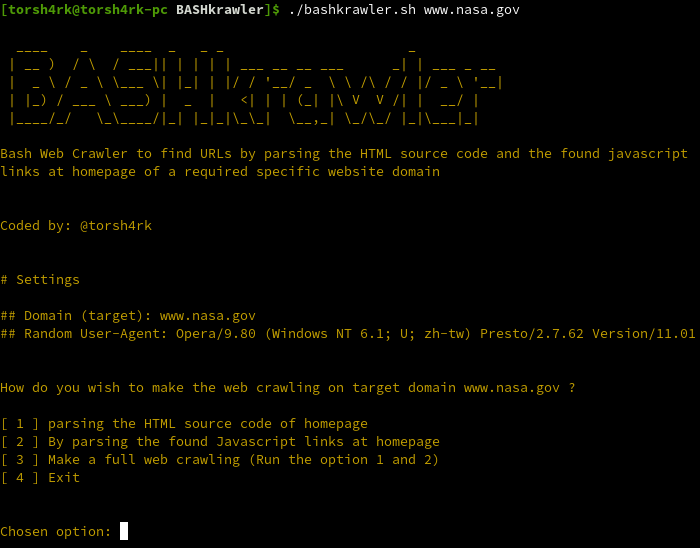 [torsh4rk@torsh4rk-pc BASHkrawler]$ ./bashkrawler.sh www.nasa.gov
BASHkrawler
Bash Web Crawler to find URLs by parsing the HTML source code and the found javascript
links at homepage of a required specific website domain
Coded by: @torsh4rk
# Settings
## Domain (target): www.nasa.gov
## Random User-Agent: Opera/9.80 (Windows NT 6.1; U; zh-tw) Presto/2.7.62 Version/11.01
How do you wish to make the web crawling on target domain www.nasa.gov ?
[ 1 ] parsing the HTML source code of homepage
[ 2 ] By parsing the found Javascript links at homepage
[ 3 ] Make a full web crawling (Run the option 1 and 2)
[ 4 ] Exit
Chosen option: